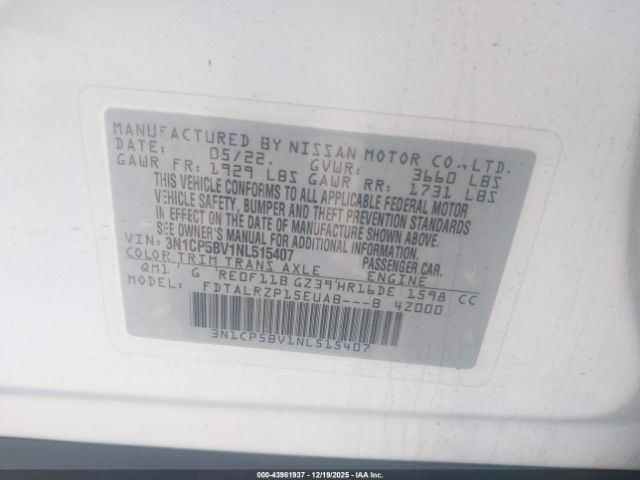 MANUFACTURED BY NISSAN MOTOR CO.,LTD.
DATE: 05/22. GVWR: 3660 LBS
GAWR FR: 1929 LBS GAWR RR: 1731 LBS
THIS VEHICLE CONFORMS TO ALL APPLICABLE FEDERAL MOTOR
VEHICLE SAFETY, BUMPER AND THEFT PREVENTION STANDARDS
IN EFFECT ON THE DATE OF MANUFACTURE SHOWN ABOVE.
SEE OWNER'S MANUAL FOR ADDITIONAL INFORMATION.
VIN: 3N1CP5BV1NL515407 PASSENGER CAR.
COLOR TRIM TRANS AXLE ENGINE
QM1 G RE0F11B GZ39 HR16DE 1598 CC
MODEL: FDTALRZP15EUAB---B 4Z000
3N1CP5BV1NL515407
STOCK #: 43981937 - 12/19/2025 - IAA, INC.